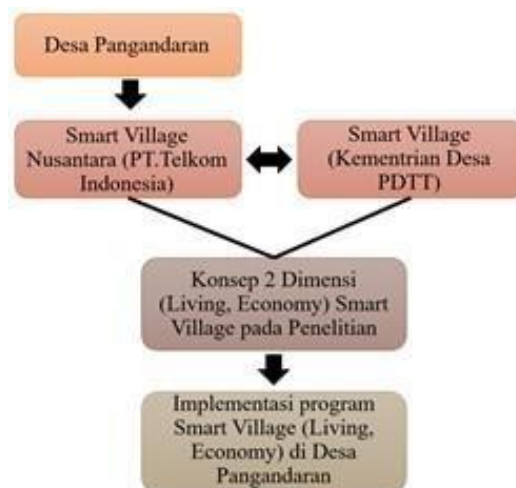 Desa Pangandaran
Smart Village
Nusantara (PT.Telkom
Indonesia)
Smart Village
(Kementrian Desa
PDTT)
Konsep 2 Dimensi
(Living, Economy) Smart
Village pada Penelitian
Implementasi program
Smart Village (Living,
Economy) di Desa
Pangandaran